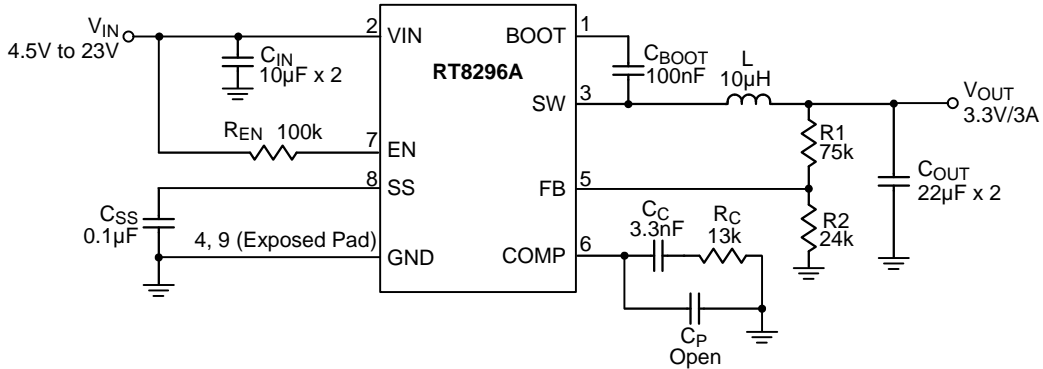 VIN
4.5V to 23V
CIN
10µF x 2
REN 100k
CSS
0.1µF
4, 9 (Exposed Pad)
2
7
8
VIN
EN
SS
GND
RT8296A
BOOT
SW
FB
COMP
1
3
5
6
CBOOT
100nF
L
10µH
VOUT
3.3V/3A
R1
75k
COUT
22µF x 2
R2
24k
CC
3.3nF
RC
13k
CP
Open